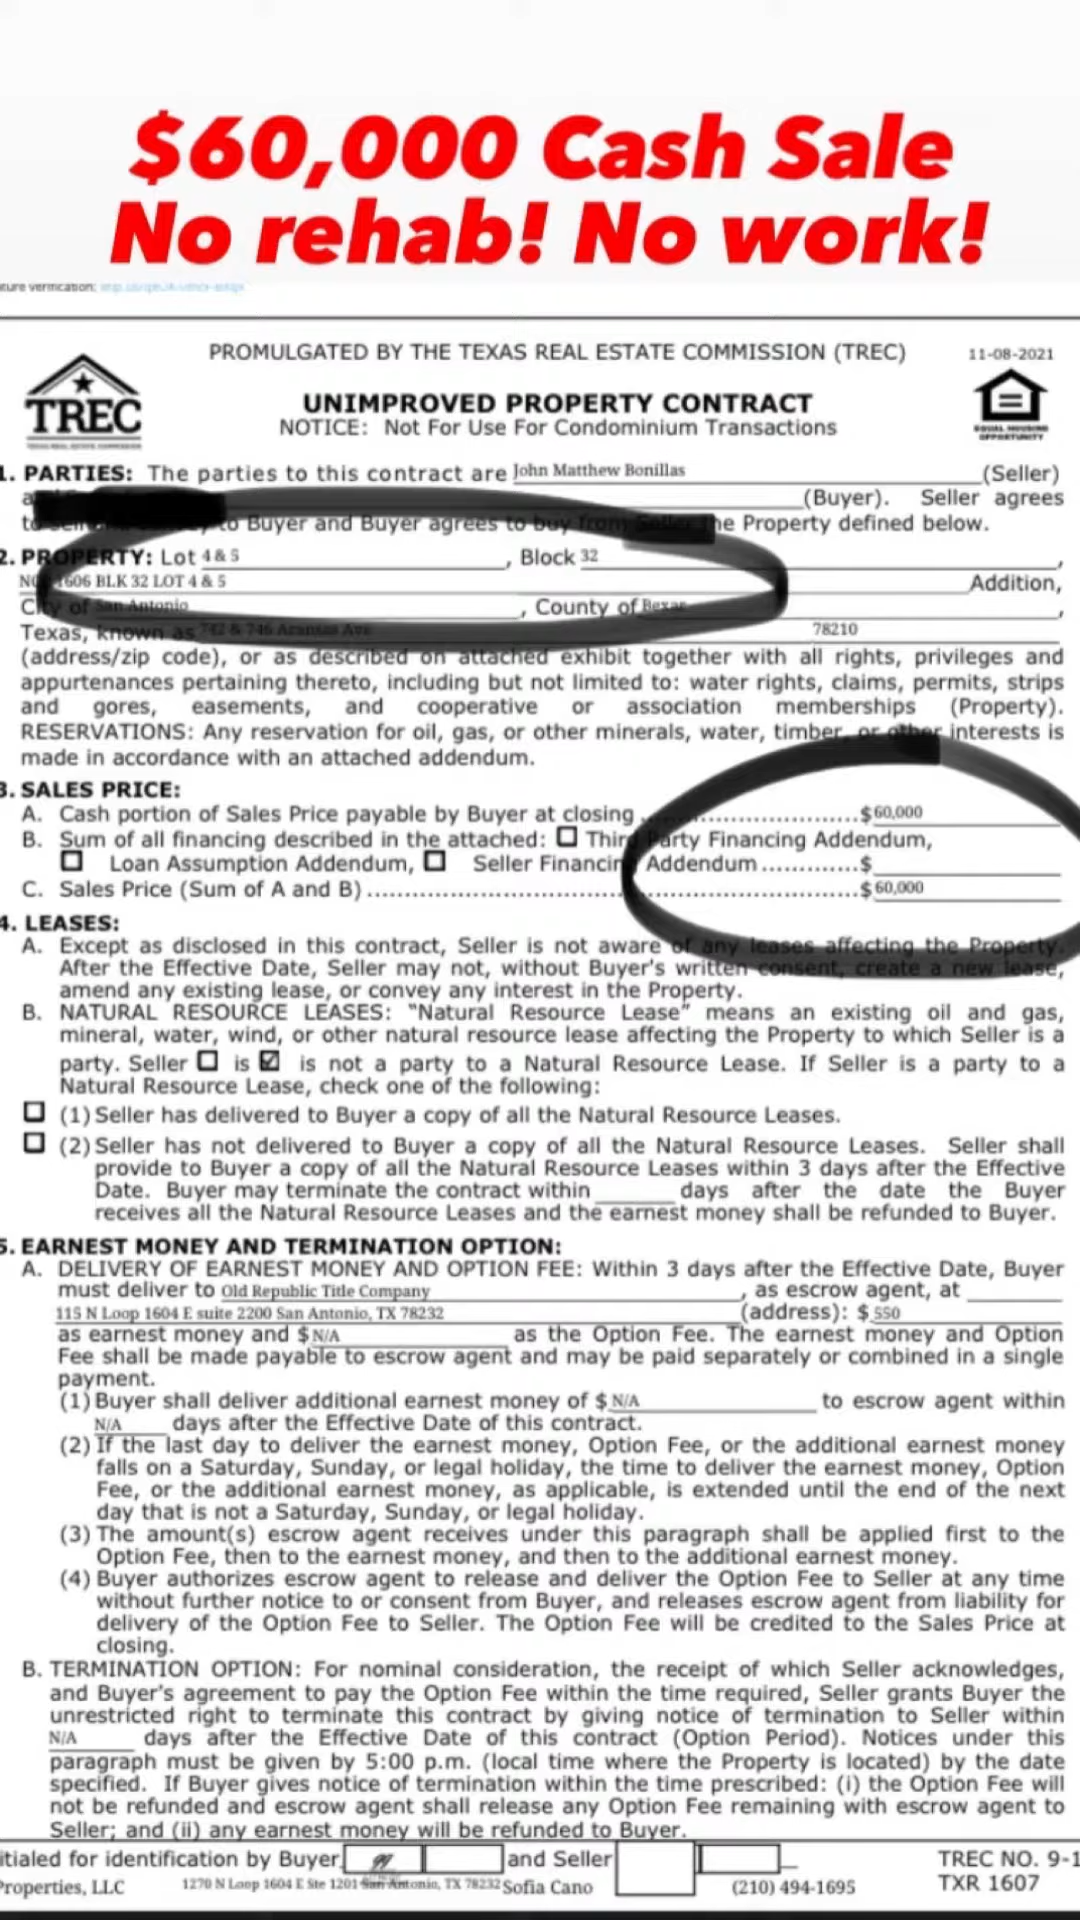 $60,000 Cash Sale
No rehab! No work!
ture verification:
PROMULGATED BY THE TEXAS REAL ESTATE COMMISSION (TREC)
11-08-2021
TREC
TEXAS REAL ESTATE COMMISSION
UNIMPROVED PROPERTY CONTRACT
NOTICE: Not For Use For Condominium Transactions
EQUAL HOUSING
OPPORTUNITY
1. PARTIES: The parties to this contract are John Matthew Bonillas (Seller)
(Buyer). Seller agrees
to Buyer and Buyer agrees to buy from Seller the Property defined below.
2. PROPERTY: Lot 4 & 5, Block 32,
1606 BLK 32 LOT 4 & 5 Addition,
City of San Antonio, County of Bexar,
Texas, known as 742 & 746 Aransas Ave 78210
(address/zip code), or as described on attached exhibit together with all rights, privileges and
appurtenances pertaining thereto, including but not limited to: water rights, claims, permits, strips
and gores, easements, and cooperative or association memberships (Property).
RESERVATIONS: Any reservation for oil, gas, or other minerals, water, timber, or other interests is
made in accordance with an attached addendum.
3. SALES PRICE:
A. Cash portion of Sales Price payable by Buyer at closing ........................$ 60,000
B. Sum of all financing described in the attached: ☐ Third Party Financing Addendum,
☐ Loan Assumption Addendum, ☐ Seller Financing Addendum .............$
C. Sales Price (Sum of A and B) ...........................................................$ 60,000
4. LEASES:
A. Except as disclosed in this contract, Seller is not aware of any leases affecting the Property.
After the Effective Date, Seller may not, without Buyer's written consent, create a new lease,
amend any existing lease, or convey any interest in the Property.
B. NATURAL RESOURCE LEASES: "Natural Resource Lease" means an existing oil and gas,
mineral, water, wind, or other natural resource lease affecting the Property to which Seller is a
party. Seller ☐ is ☑ is not a party to a Natural Resource Lease. If Seller is a party to a
Natural Resource Lease, check one of the following:
☐ (1) Seller has delivered to Buyer a copy of all the Natural Resource Leases.
☐ (2) Seller has not delivered to Buyer a copy of all the Natural Resource Leases. Seller shall
provide to Buyer a copy of all the Natural Resource Leases within 3 days after the Effective
Date. Buyer may terminate the contract within ______ days after the date the Buyer
receives all the Natural Resource Leases and the earnest money shall be refunded to Buyer.
5. EARNEST MONEY AND TERMINATION OPTION:
A. DELIVERY OF EARNEST MONEY AND OPTION FEE: Within 3 days after the Effective Date, Buyer
must deliver to Old Republic Title Company, as escrow agent, at ______
115 N Loop 1604 E suite 2200 San Antonio, TX 78232 (address): $ 550
as earnest money and $ N/A as the Option Fee. The earnest money and Option
Fee shall be made payable to escrow agent and may be paid separately or combined in a single
payment.
(1) Buyer shall deliver additional earnest money of $ N/A to escrow agent within
N/A days after the Effective Date of this contract.
(2) If the last day to deliver the earnest money, Option Fee, or the additional earnest money
falls on a Saturday, Sunday, or legal holiday, the time to deliver the earnest money, Option
Fee, or the additional earnest money, as applicable, is extended until the end of the next
day that is not a Saturday, Sunday, or legal holiday.
(3) The amount(s) escrow agent receives under this paragraph shall be applied first to the
Option Fee, then to the earnest money, and then to the additional earnest money.
(4) Buyer authorizes escrow agent to release and deliver the Option Fee to Seller at any time
without further notice to or consent from Buyer, and releases escrow agent from liability for
delivery of the Option Fee to Seller. The Option Fee will be credited to the Sales Price at
closing.
B. TERMINATION OPTION: For nominal consideration, the receipt of which Seller acknowledges,
and Buyer's agreement to pay the Option Fee within the time required, Seller grants Buyer the
unrestricted right to terminate this contract by giving notice of termination to Seller within
N/A days after the Effective Date of this contract (Option Period). Notices under this
paragraph must be given by 5:00 p.m. (local time where the Property is located) by the date
specified. If Buyer gives notice of termination within the time prescribed: (i) the Option Fee will
not be refunded and escrow agent shall release any Option Fee remaining with escrow agent to
Seller; and (ii) any earnest money will be refunded to Buyer.
itialed for identification by Buyer and Seller TREC NO. 9-1
Properties, LLC 1270 N Loop 1604 E Ste 1201 San Antonio, TX 78232 Sofia Cano (210) 494-1695 TXR 1607